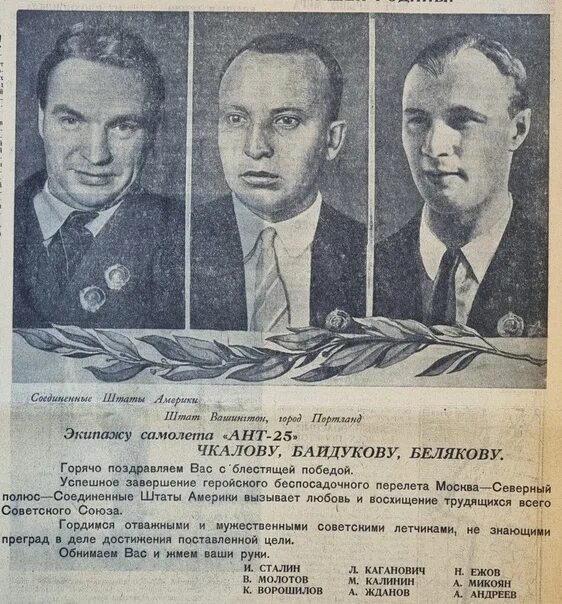 Соединенные Штаты Америки
Штат Вашингтон, город Портланд
Экипажу самолета «АНТ-25»
ЧКАЛОВУ, БАЙДУКОВУ, БЕЛЯКОВУ.
Горячо поздравляем Вас с блестящей победой.
Успешное завершение геройского беспосадочного перелета Москва—Северный
полюс—Соединенные Штаты Америки вызывает любовь и восхищение трудящихся всего
Советского Союза.
Гордимся отважными и мужественными советскими летчиками, не знающими
преград в деле достижения поставленной цели.
Обнимаем Вас и жмем ваши руки.
И. СТАЛИН Л. КАГАНОВИЧ Н. ЕЖОВ
В. МОЛОТОВ М. КАЛИНИН А. МИКОЯН
К. ВОРОШИЛОВ А. ЖДАНОВ А. АНДРЕЕВ